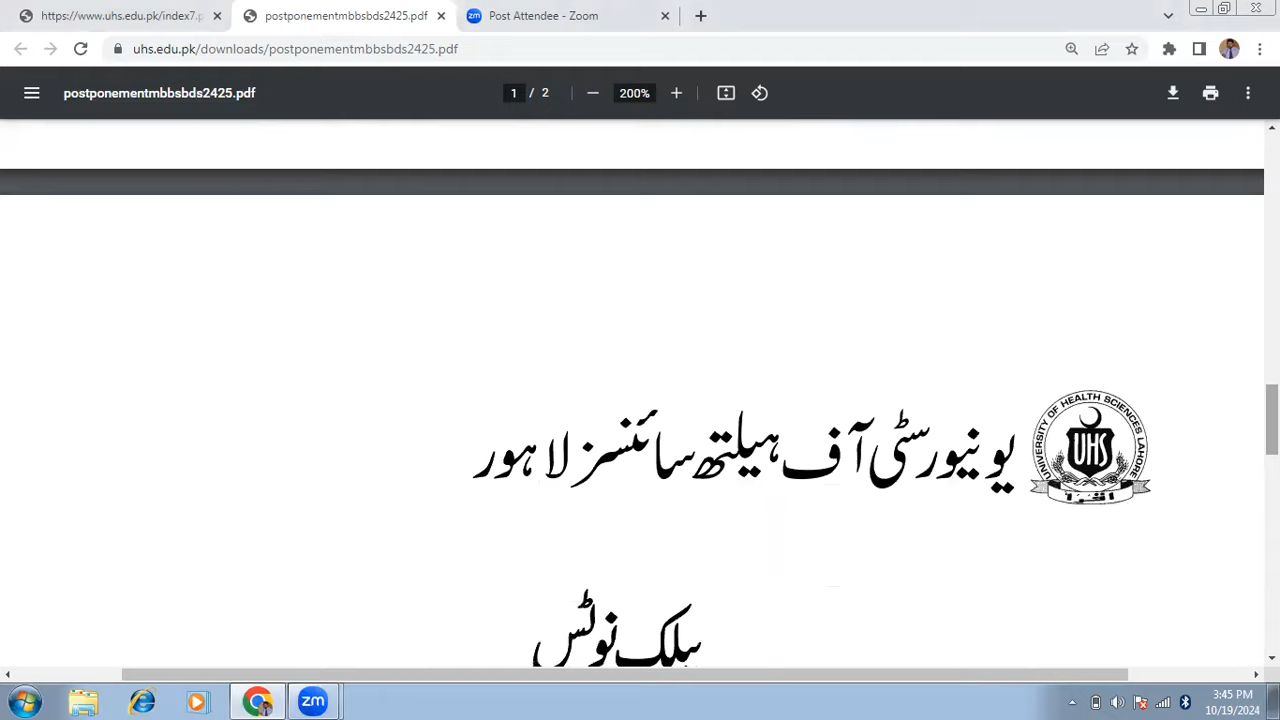 https://www.uhs.edu.pk/index7.p
postponementmbbsbds2425.pdf
Post Attendee - Zoom
uhs.edu.pk/downloads/postponementmbbsbds2425.pdf
postponementmbbsbds2425.pdf
1 / 2
200%
یونیورسٹی آف ہیلتھ سائنسز لاہور
UNIVERSITY OF HEALTH SCIENCES LAHORE
UHS
اقرا
پبلک نوٹس
zm
3:45 PM
10/19/2024